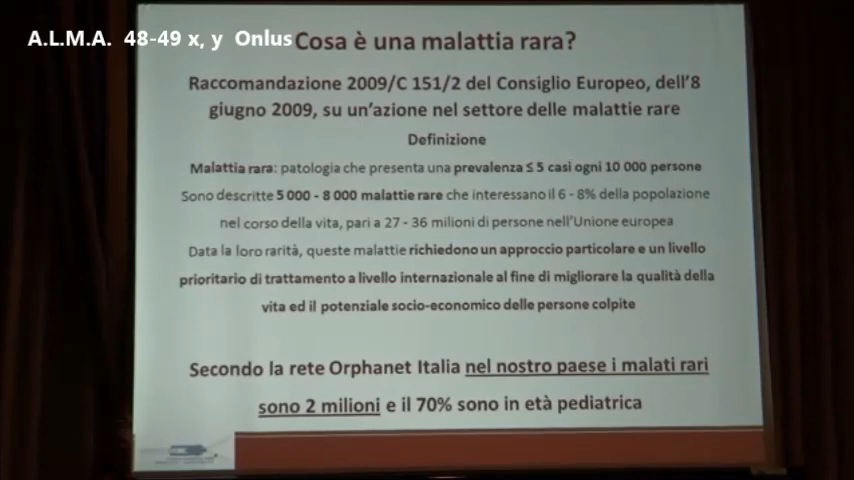 A.L.M.A. 48-49 x, y Onlus
Cosa è una malattia rara?
Raccomandazione 2009/C 151/2 del Consiglio Europeo, dell'8
giugno 2009, su un'azione nel settore delle malattie rare
Definizione
Malattia rara: patologia che presenta una prevalenza ≤ 5 casi ogni 10 000 persone
Sono descritte 5 000 - 8 000 malattie rare che interessano il 6 - 8% della popolazione
nel corso della vita, pari a 27 - 36 milioni di persone nell'Unione europea
Data la loro rarità, queste malattie richiedono un approccio particolare e un livello
prioritario di trattamento a livello internazionale al fine di migliorare la qualità della
vita ed il potenziale socio-economico delle persone colpite
Secondo la rete Orphanet Italia nel nostro paese i malati rari
sono 2 milioni e il 70% sono in età pediatrica